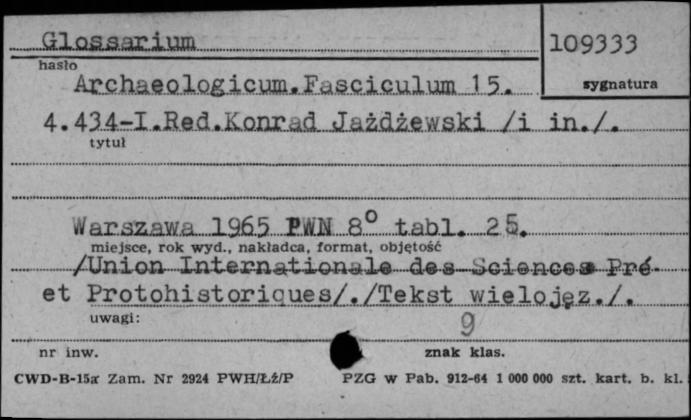 Glossarium
109333
hasło
Archaeologicum.Fasciculum 15.
sygnatura
4.434-I.Red.Konrad Jażdżewski /i in./.
tytuł
Warszawa 1965 PWN 8° tabl. 25.
miejsce, rok wyd., nakładca, format, objętość
/Union Internationale des Sciences Pré-
et Protohistoriques/./Tekst wielojęz./.
uwagi:
9
nr inw.
znak klas.
CWD-B-15a Zam. Nr 2924 PWH/Łż/P PZG w Pab. 912-64 1 000 000 szt. kart. b. kl.